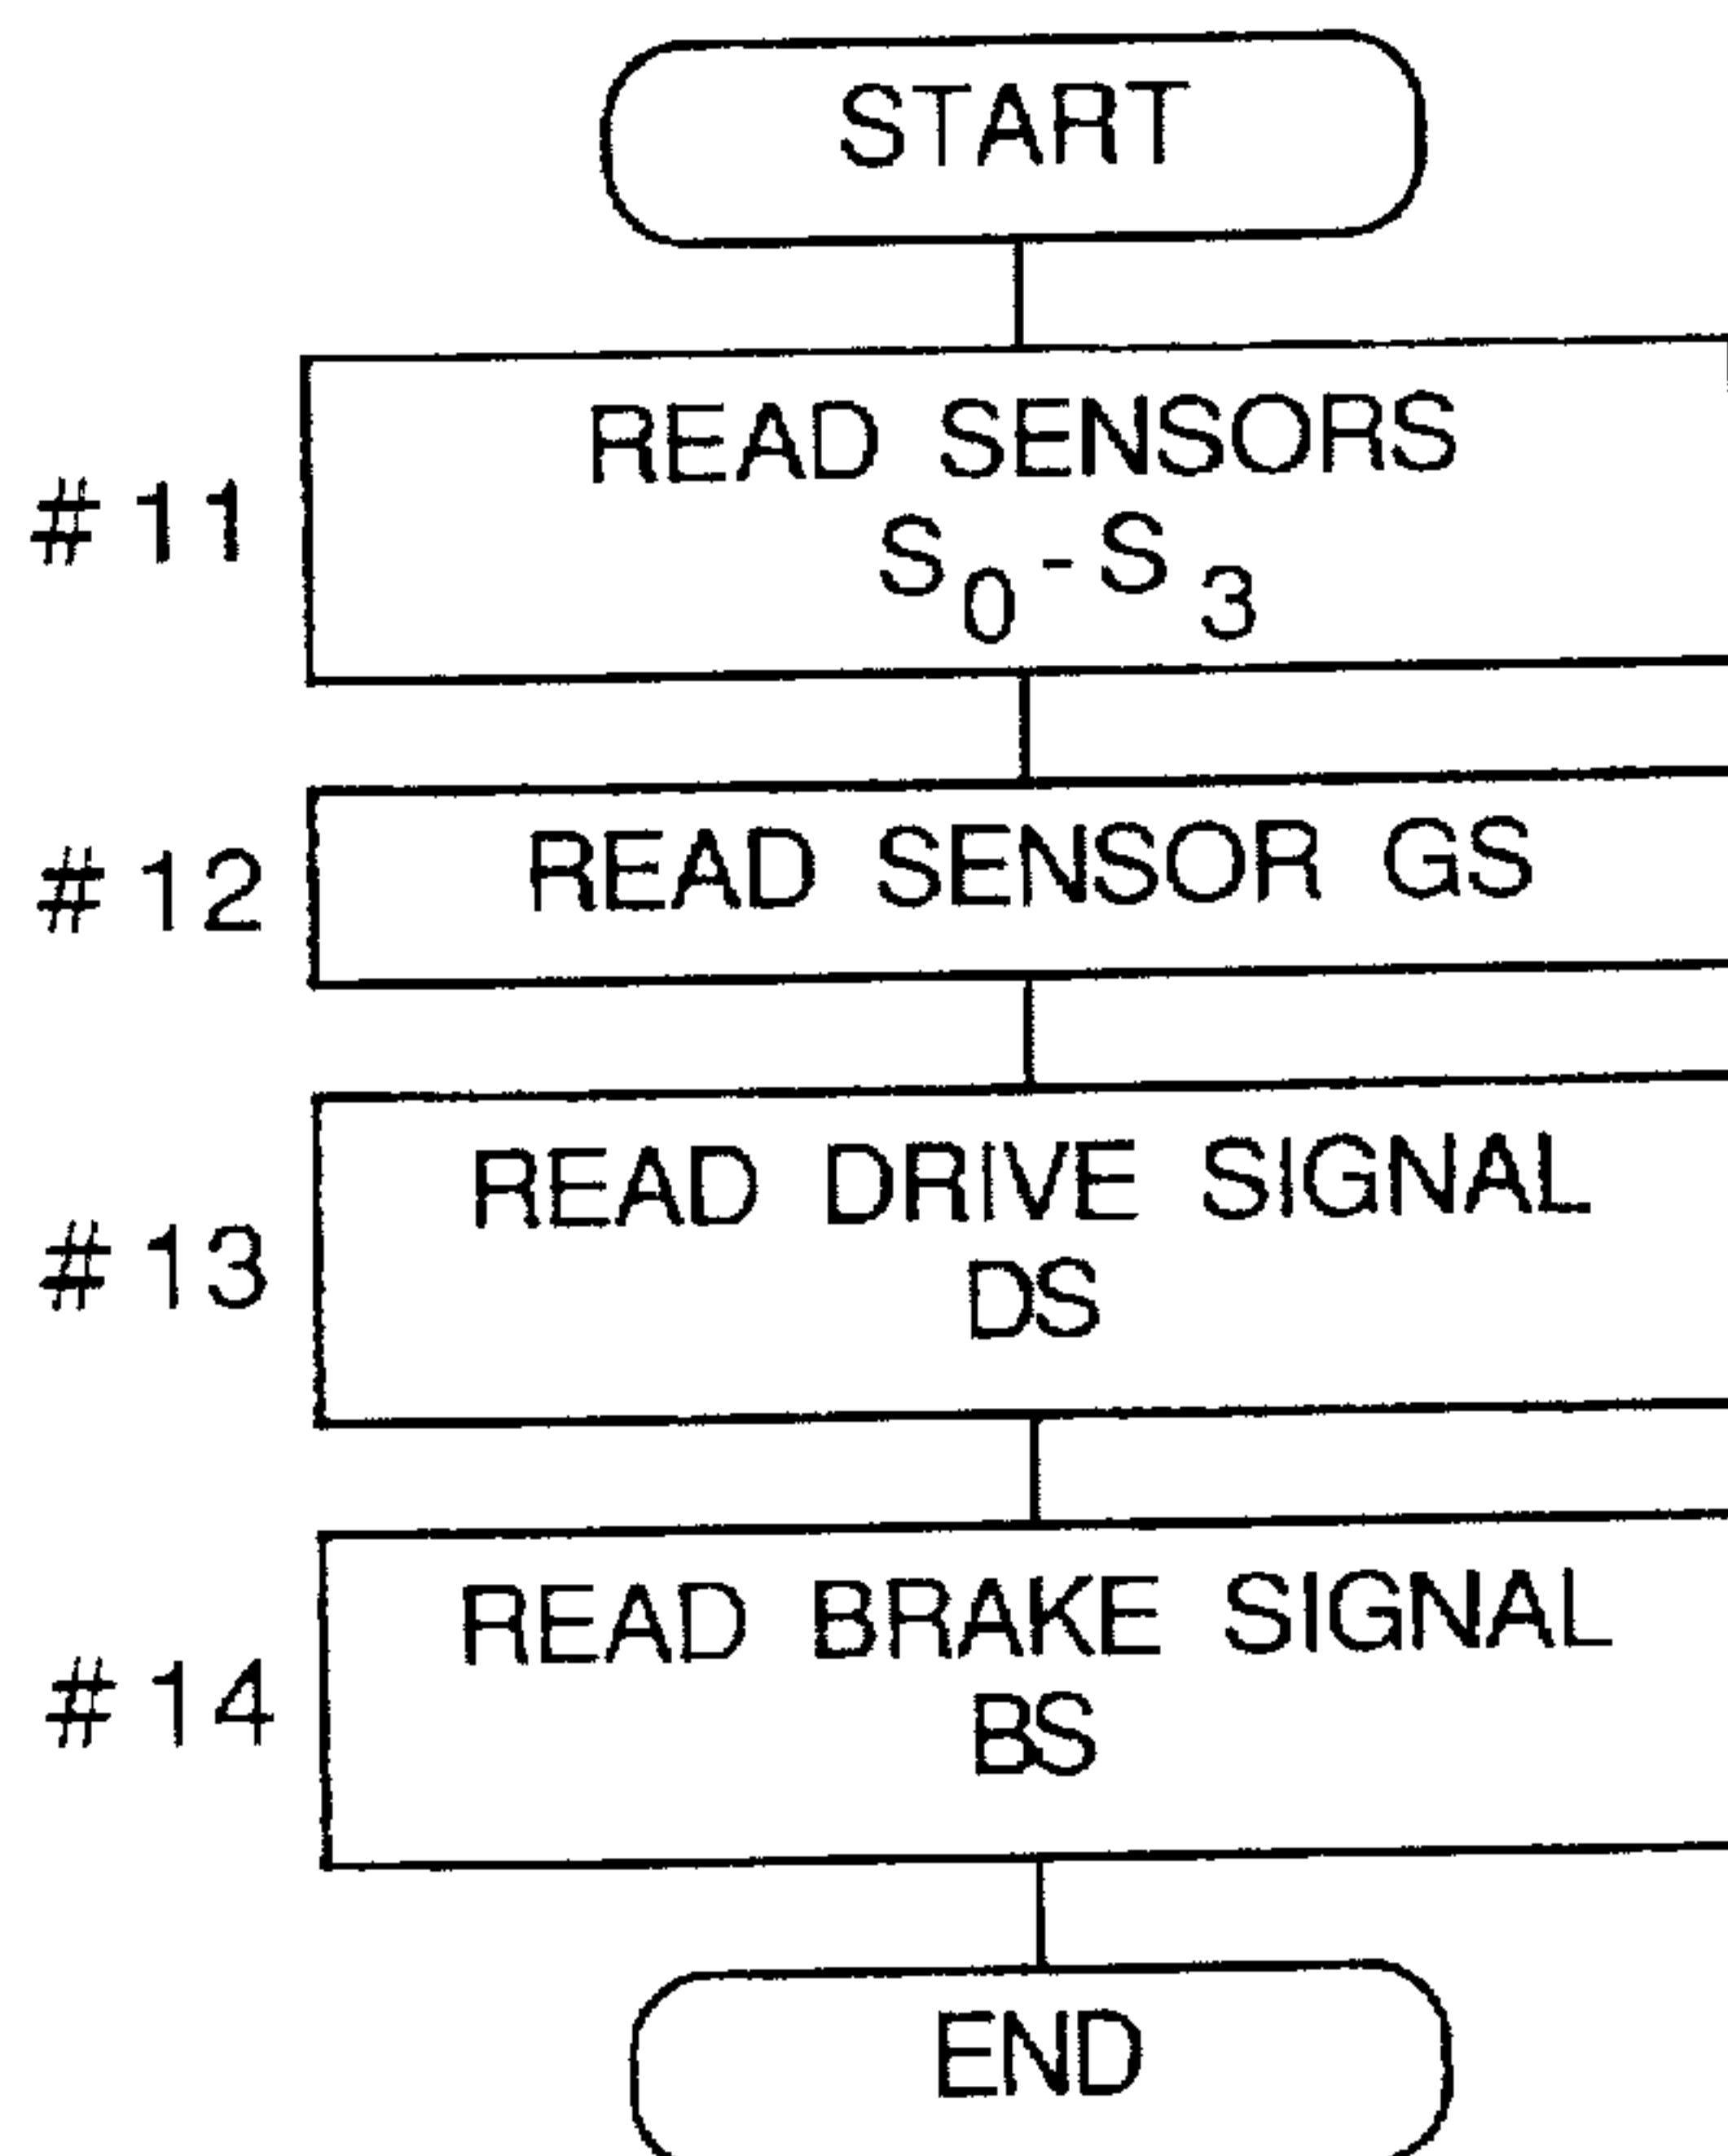 START
READ SENSORS
#11
S₀-S₃
#12 READ SENSOR GS
READ DRIVE SIGNAL
#13
DS
READ BRAKE SIGNAL
#14
BS
END